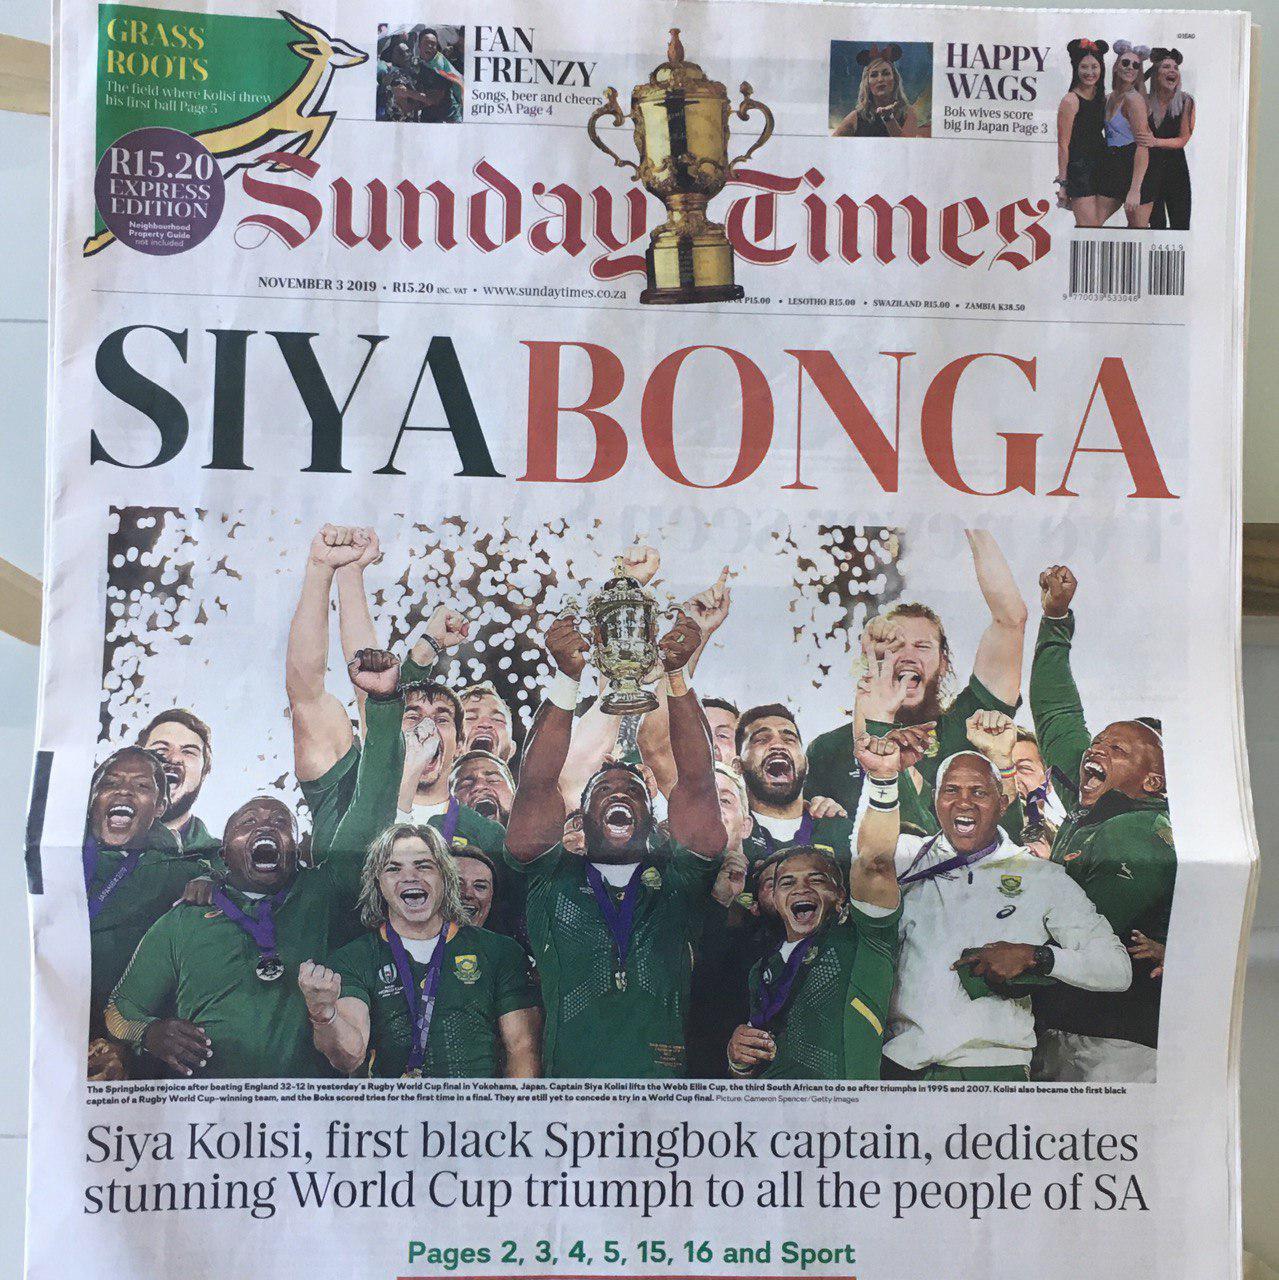 GRASS
ROOTS
The field where Kolisi threw
his first ball Page 5
FAN
FRENZY
Songs, beer and cheers
grip SA Page 4
HAPPY
WAGS
Bok wives score
big in Japan Page 3
R15.20
EXPRESS
EDITION
Neighbourhood
Property Guide
not included
Sunday Times
04419
9 770039 533046
NOVEMBER 3 2019 • R15.20 INC. VAT • www.sundaytimes.co.za
P15.00 • LESOTHO R15.00 • SWAZILAND R15.00 • ZAMBIA K38.50
SIYABONGA
The Springboks rejoice after beating England 32-12 in yesterday's Rugby World Cup final in Yokohama, Japan. Captain Siya Kolisi lifts the Webb Ellis Cup, the third South African to do so after triumphs in 1995 and 2007. Kolisi also became the first black
captain of a Rugby World Cup-winning team, and the Boks scored tries for the first time in a final. They are still yet to concede a try in a World Cup final. Picture: Cameron Spencer/Getty Images
Siya Kolisi, first black Springbok captain, dedicates
stunning World Cup triumph to all the people of SA
Pages 2, 3, 4, 5, 15, 16 and Sport